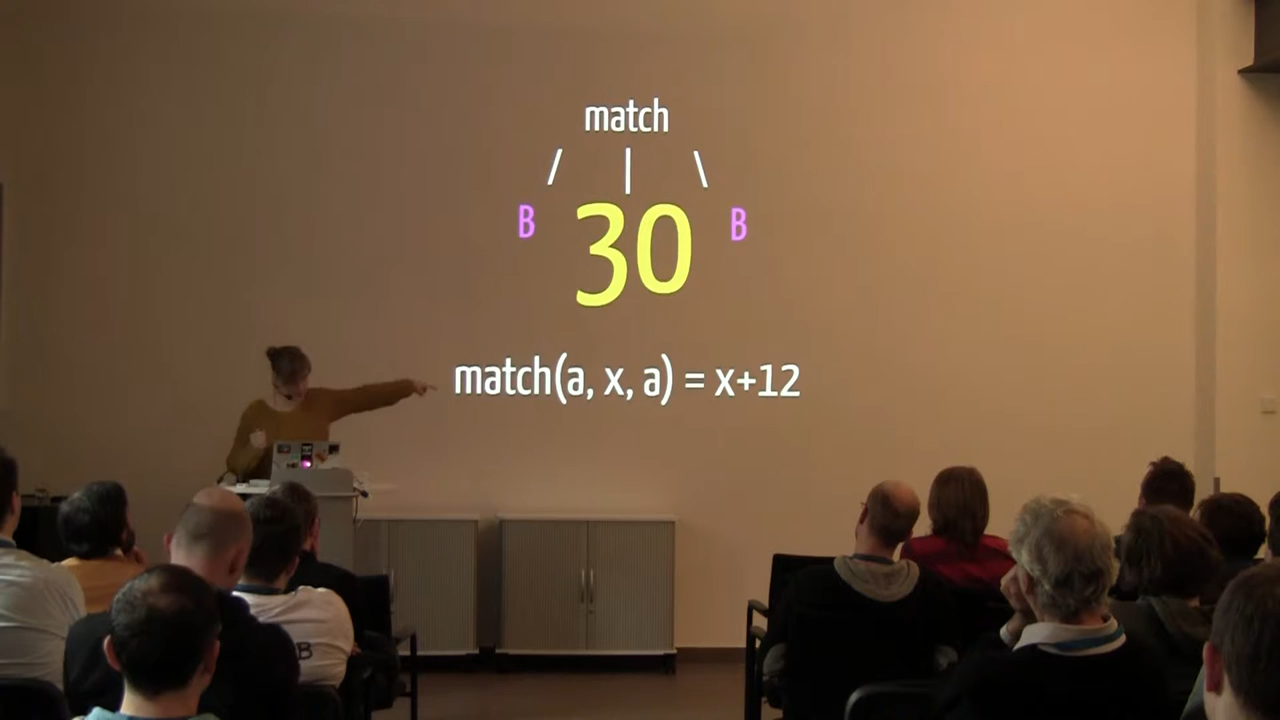 match
/ | \
B 30 B
match(a, x, a) = x+12
B